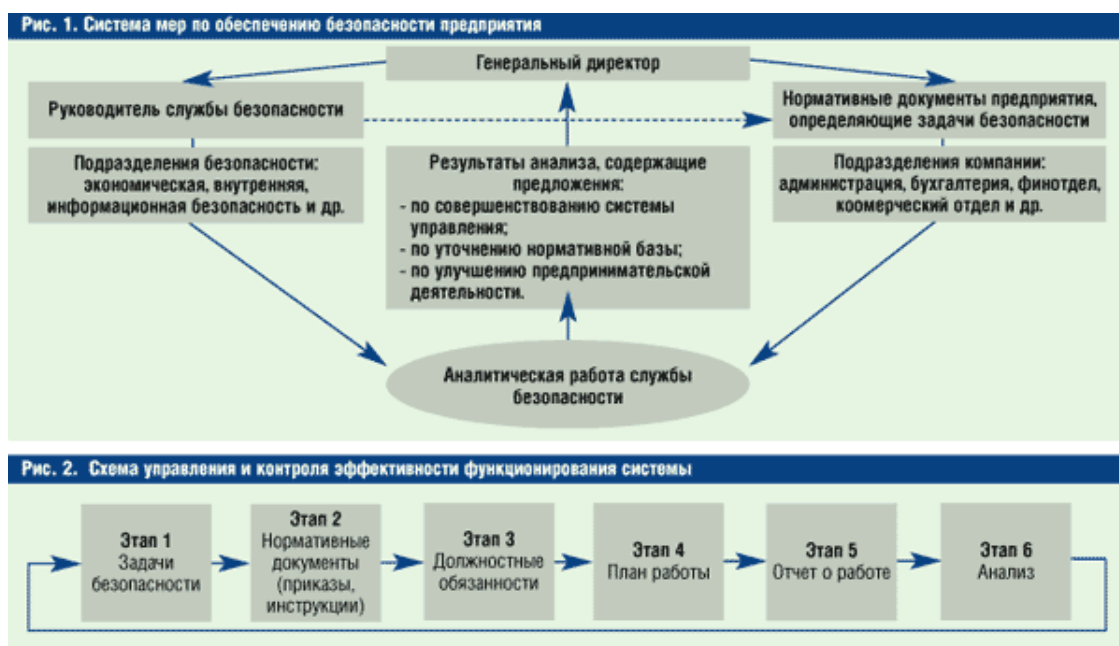 Рис. 1. Система мер по обеспечению безопасности предприятия
Генеральный директор
Руководитель службы безопасности
Нормативные документы предприятия,
определяющие задачи безопасности
Подразделения безопасности:
экономическая, внутренняя,
информационная безопасность и др.
Результаты анализа, содержащие
предложения:
- по совершенствованию системы
управления;
- по уточнению нормативной базы;
- по улучшению предпринимательской
деятельности.
Подразделения компании:
администрация, бухгалтерия, финотдел,
коомерческий отдел и др.
Аналитическая работа службы
безопасности
Рис. 2. Схема управления и контроля эффективности функционирования системы
Этап 1
Задачи
безопасности
Этап 2
Нормативные
документы
(приказы,
инструкции)
Этап 3
Должностные
обязанности
Этап 4
План работы
Этап 5
Отчет о работе
Этап 6
Анализ